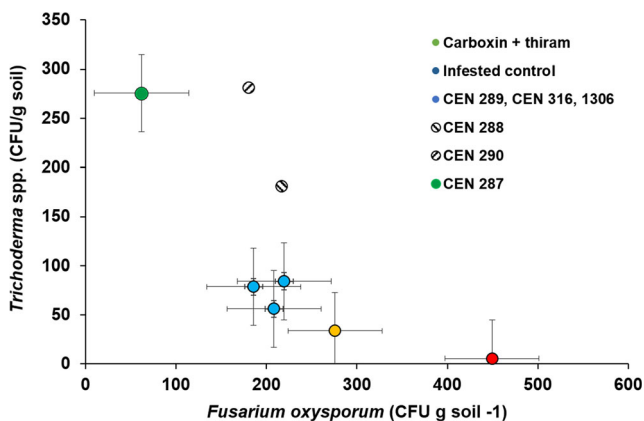 350
300
250
200
150
100
50
0
Trichoderma spp. (CFU/g soil)
0 100 200 300 400 500 600
Fusarium oxysporum (CFU g soil -1)
Carboxin + thiram
Infested control
CEN 289, CEN 316, 1306
CEN 288
CEN 290
CEN 287